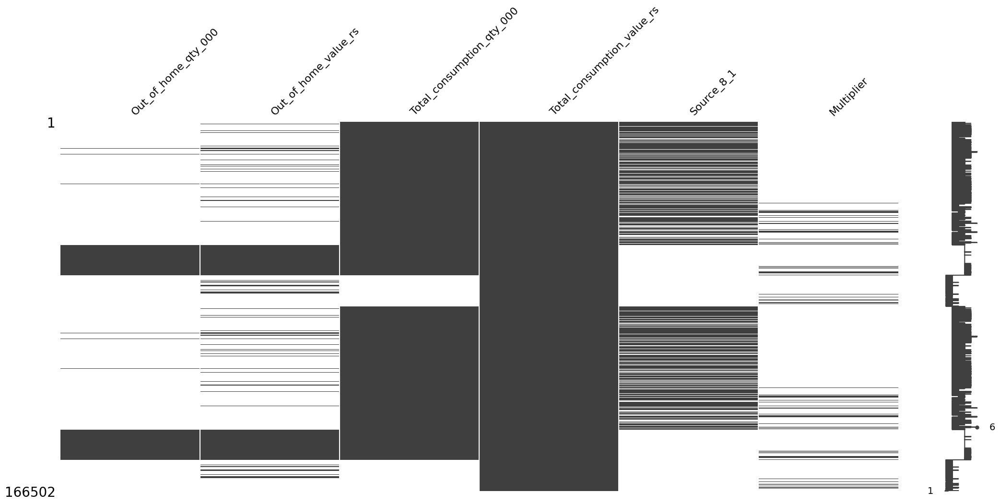 Out_of_home_qty_000
Out_of_home_value_rs
Total_consumption_qty_000
Total_consumption_value_rs
Source_8_1
Multiplier
1
6
166502
1